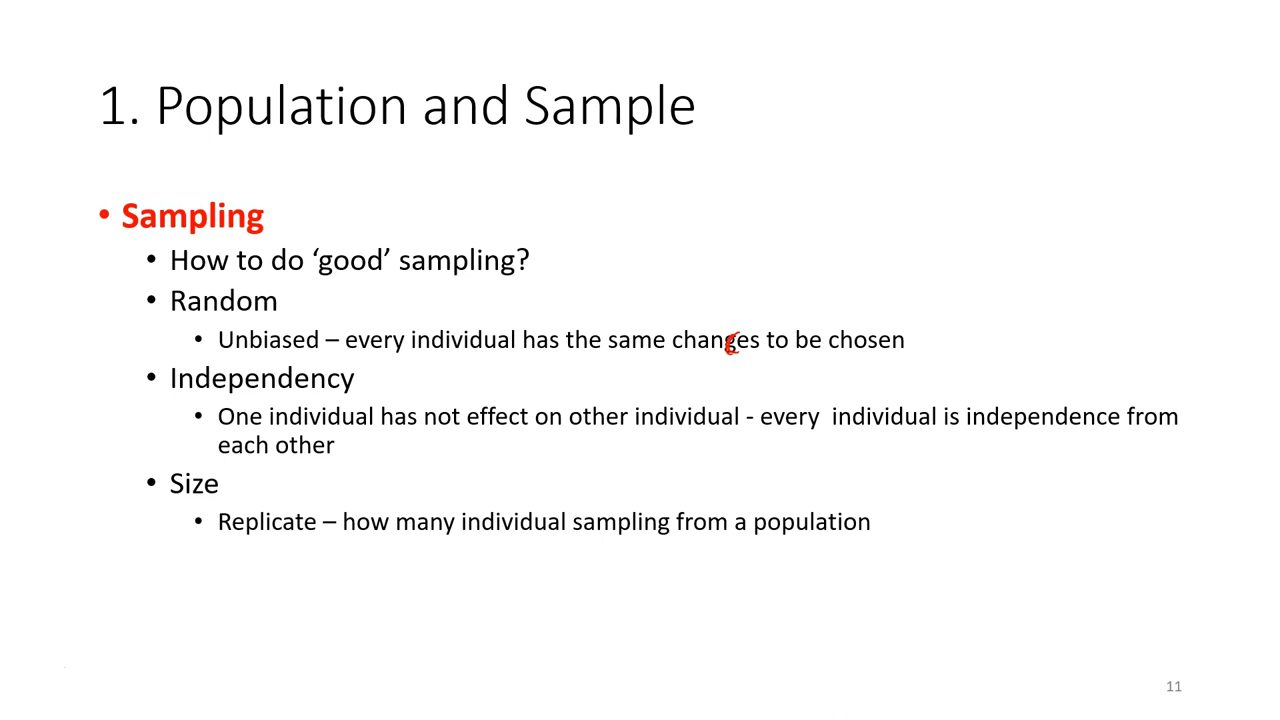 1. Population and Sample
• Sampling
• How to do ‘good’ sampling?
• Random
• Unbiased – every individual has the same changes to be chosen
• Independency
• One individual has not effect on other individual - every  individual is independence from
each other
• Size
• Replicate – how many individual sampling from a population
11